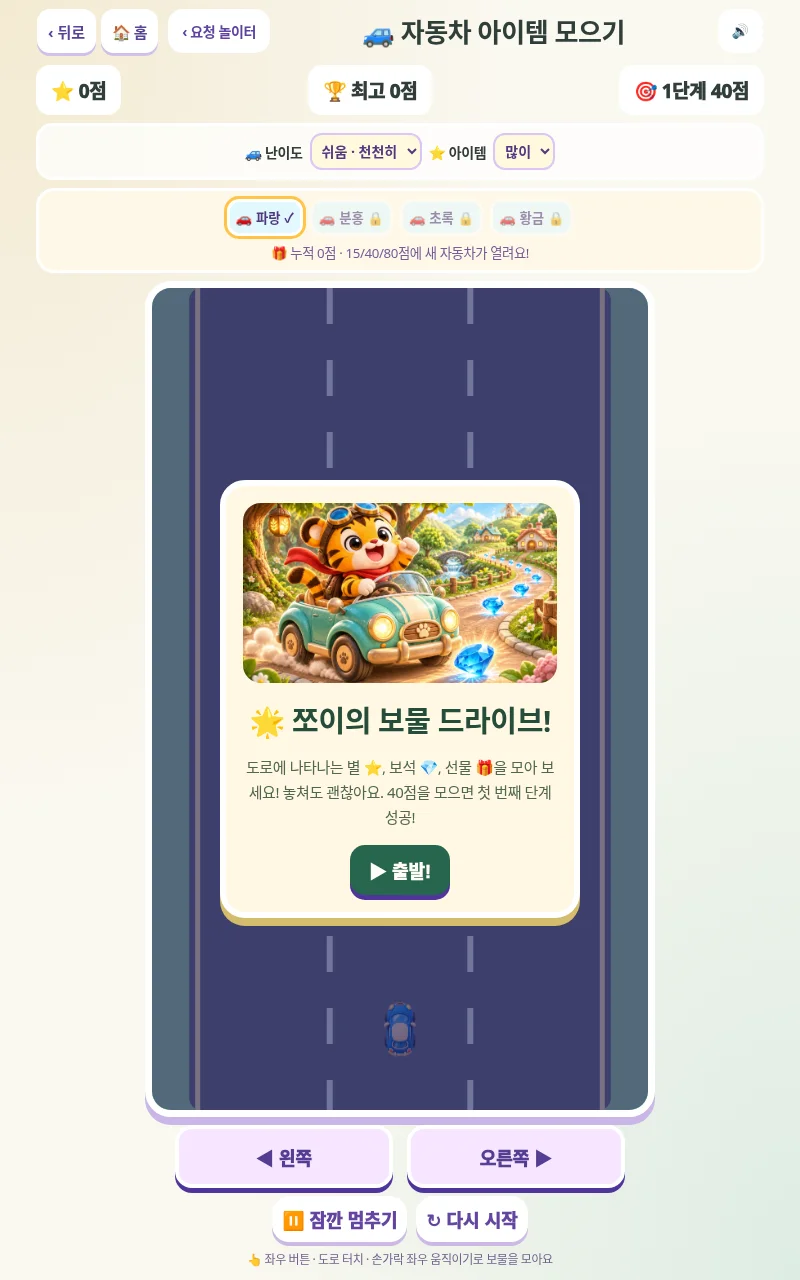 ‹ 뒤로 🏠 홈 ‹ 요청 놀이터 🚙 자동차 아이템 모으기 🔊
⭐ 0점 🏆 최고 0점 🎯 1단계 40점
🚙 난이도 쉬움 · 천천히 ⭐ 아이템 많이
🚗 파랑 ✓ 🚗 분홍 🔒 🚗 초록 🔒 🚗 황금 🔒
🎁 누적 0점 · 15/40/80점에 새 자동차가 열려요!
🌟 쪼이의 보물 드라이브!
도로에 나타나는 별 ⭐, 보석 💎, 선물 🎁을 모아 보
세요! 놓쳐도 괜찮아요. 40점을 모으면 첫 번째 단계
성공!
▶ 출발!
◀ 왼쪽 오른쪽 ▶
⏸ 잠깐 멈추기 ↻ 다시 시작
👆 좌우 버튼 · 도로 터치 · 손가락 좌우 움직이기로 보물을 모아요